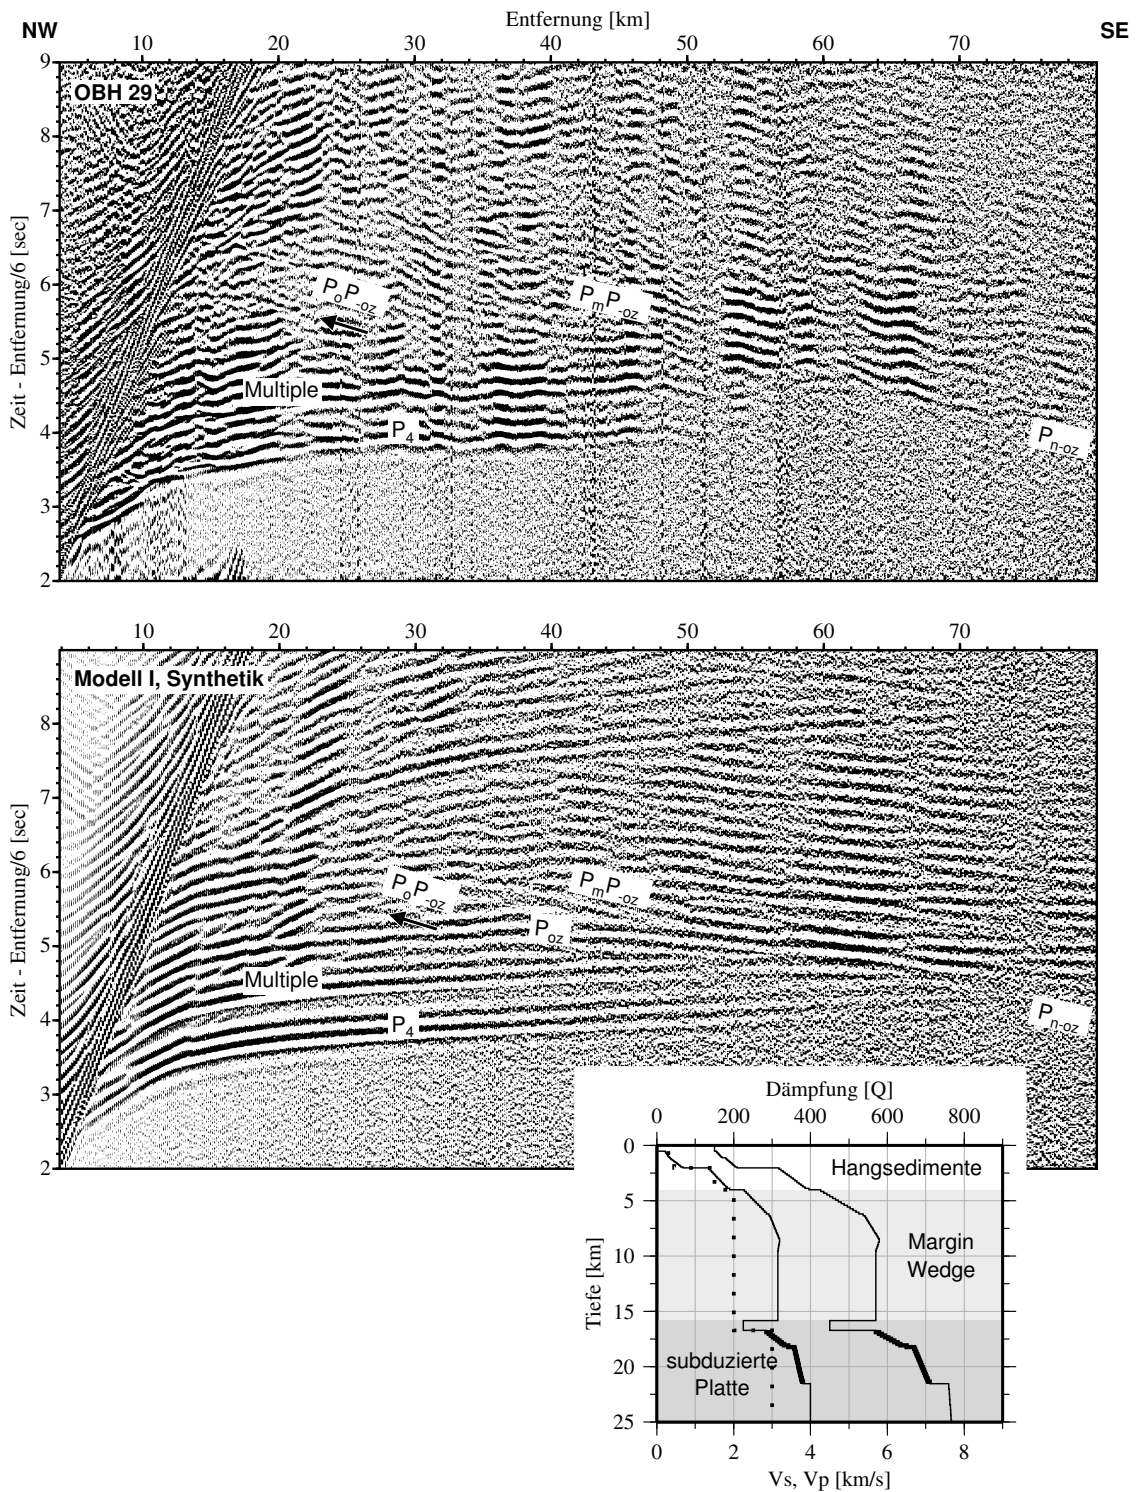 Entfernung [km]
NW
SE
10 20 30 40 50 60 70
9
OBH 29
8
7
6
5
4
3
2
Zeit - Entfernung/6 [sec]
PoP-oz
PmP-oz
Multiple
P4
Pn-oz
10 20 30 40 50 60 70
Modell I, Synthetik
8
7
6
5
4
3
2
Zeit - Entfernung/6 [sec]
PoP-oz
PmP-oz
Poz
Multiple
P4
Pn-oz
Dämpfung [Q]
0 200 400 600 800
0
5
10
15
20
25
Tiefe [km]
Hangsedimente
Margin
Wedge
subduzierte
Platte
0 2 4 6 8
Vs, Vp [km/s]